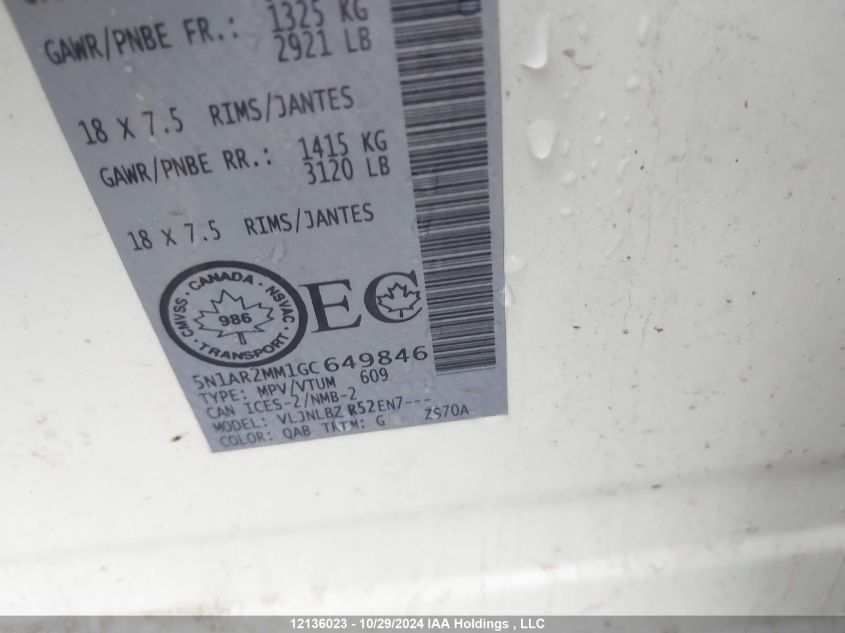 1325 KG
GAWR/PNBE FR.: 2921 LB
18 X 7.5 RIMS/JANTES
1415 KG
GAWR/PNBE RR.: 3120 LB
18 X 7.5 RIMS/JANTES
CANADA · NSVAC · TRANSPORT · CMVSS ·
986
EC
5N1AR2MM1GC649846
TYPE: MPV/VTUM 609
CAN ICES-2/NMB-2
MODEL: VLJNLBZ R52EN7--- ZS70A
COLOR: QAB TRIM: G
12136023 - 10/29/2024 IAA Holdings , LLC